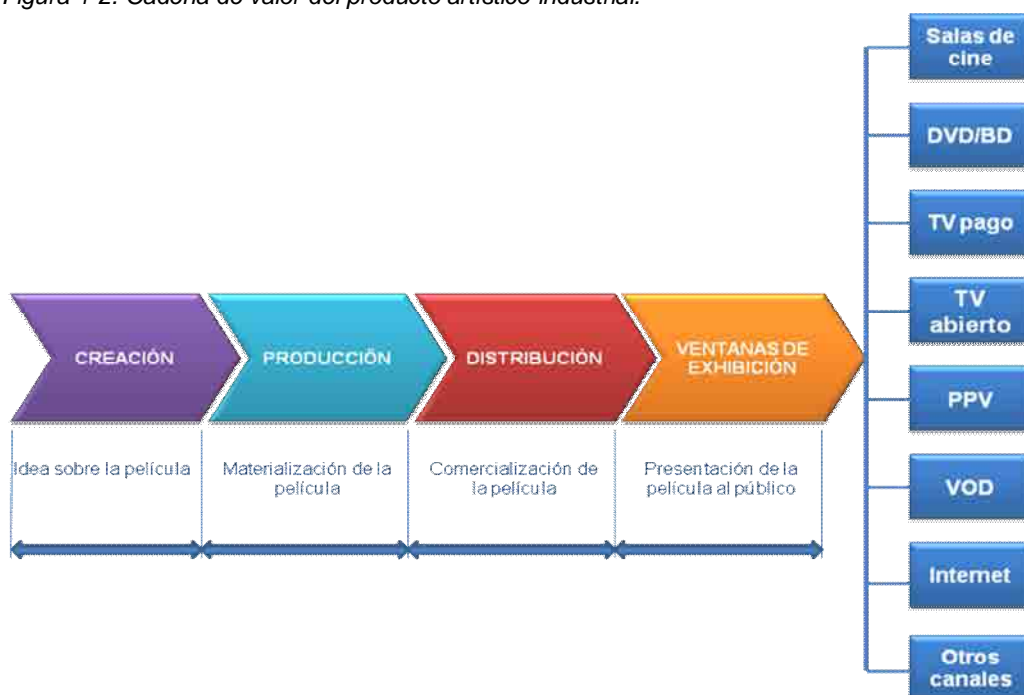 Figura 1-2. Cadena de valor del producto artístico-industrial.
Salas de
cine
DVD/BD
TV pago
TV
abierto
PPV
VOD
Internet
Otros
canales
CREACIÓN
PRODUCCIÓN
DISTRIBUCIÓN
VENTANAS DE
EXHIBICIÓN
Idea sobre la película
Materialización de la
película
Comercialización de
la película
Presentación de la
película al público